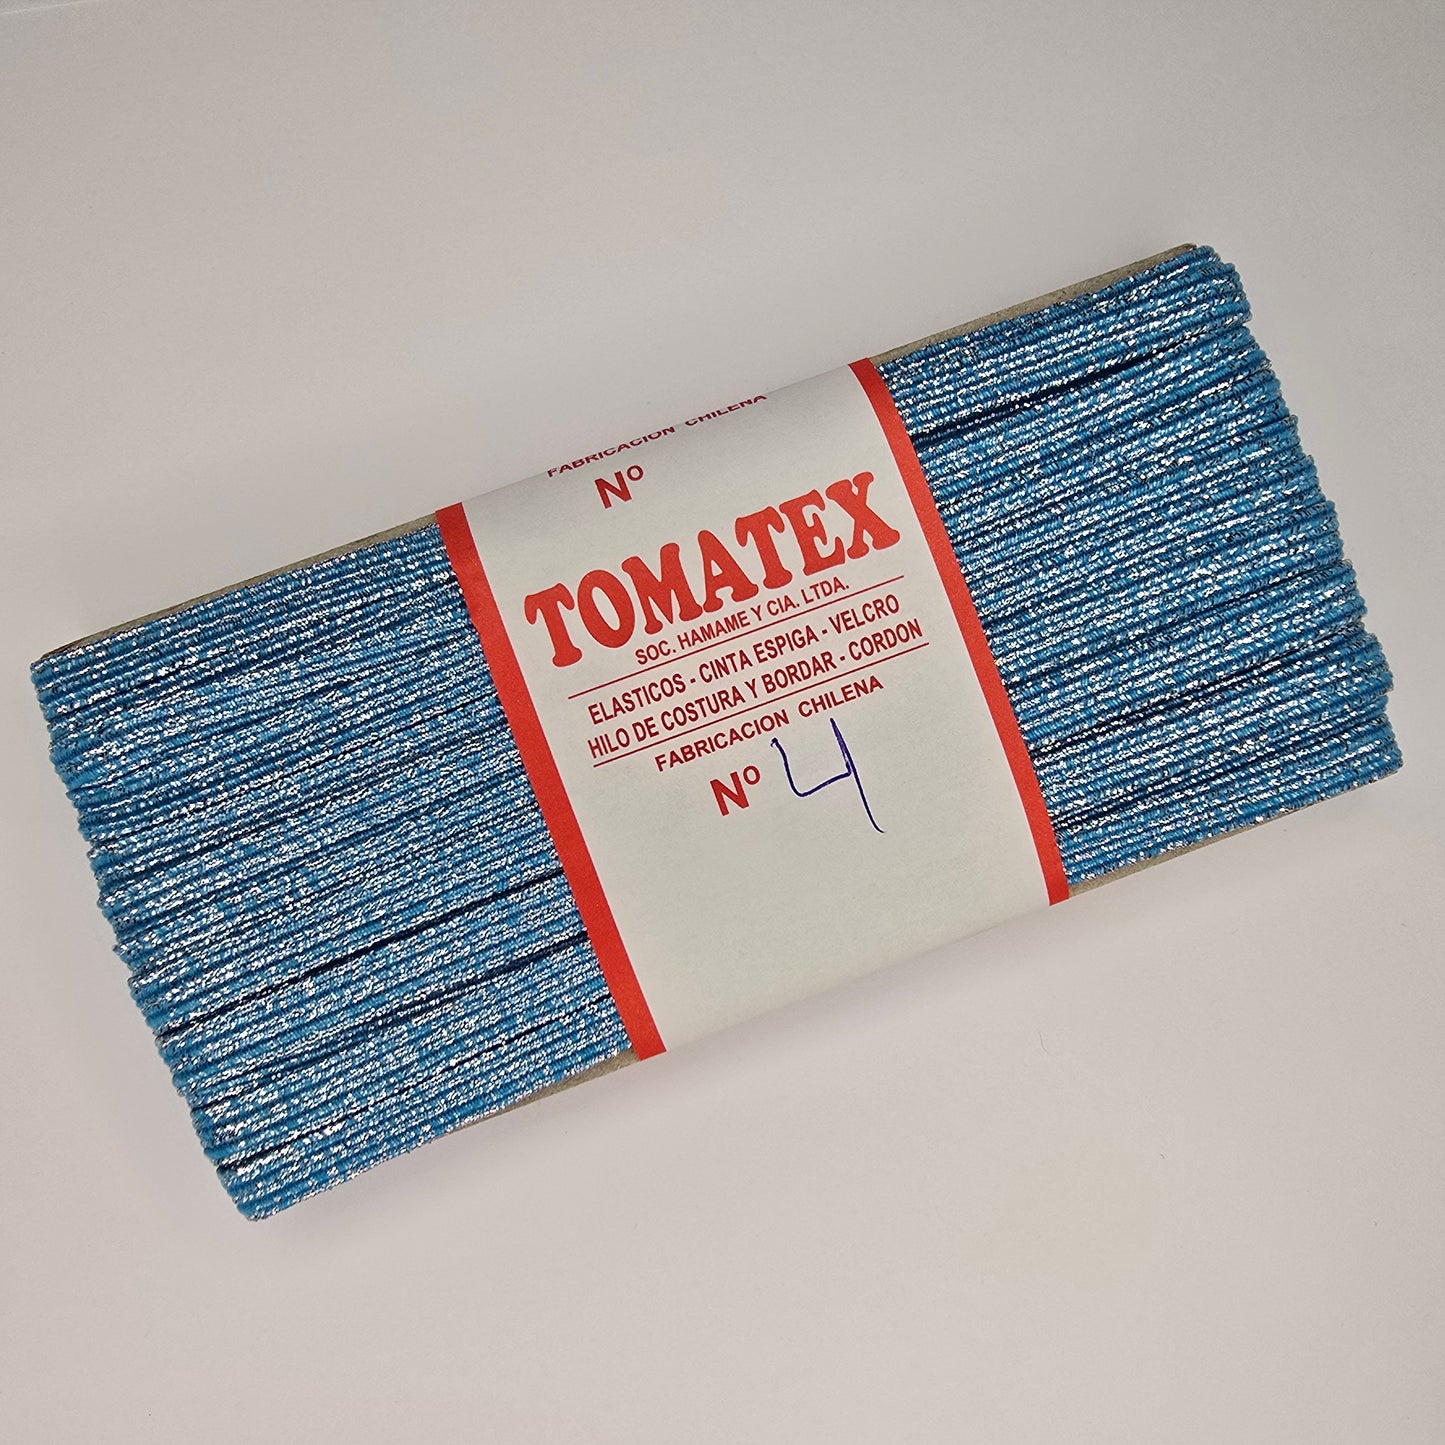 FABRICACION CHILENA
Nº
TOMATEX
SOC. HAMAME Y CIA. LTDA.
ELASTICOS - CINTA ESPIGA - VELCRO
HILO DE COSTURA Y BORDAR - CORDON
FABRICACION CHILENA
Nº 4